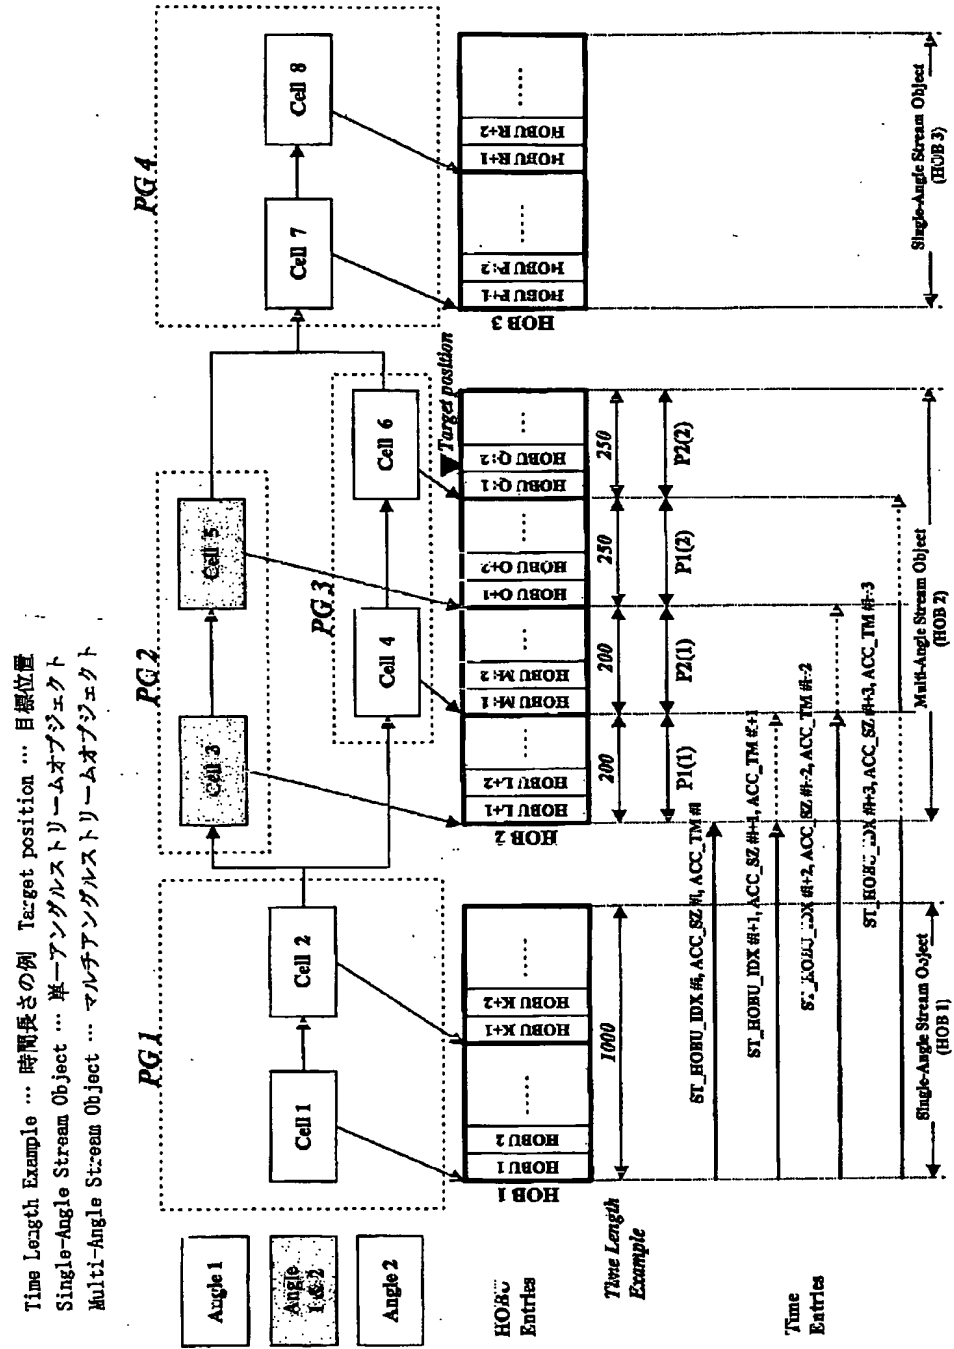 Time Length Example … 時間長さの例 Target position … 目標位置
Single-Angle Stream Object … 単一アングルストリームオブジェクト
Multi-Angle Stream Object … マルチアングルストリームオブジェクト
Angle 1
Angle
1 & 2
Angle 2
PG 1
Cell 1
Cell 2
PG 2
Cell 3
Cell 5
PG 3
Cell 4
Cell 6
PG 4
Cell 7
Cell 8
Target position
HOBU
Entries
HOB 1
HOBU 1
HOBU 2
……
HOBU K+1
HOBU K+2
……
HOB 2
HOBU L+1
HOBU L+2
……
HOBU M+1
HOBU M+2
…
HOBU O+1
HOBU O+2
……
HOBU Q+1
HOBU Q+2
…
HOB 3
HOBU P+1
HOBU P+2
……
HOBU R+1
HOBU R+2
……
Time Length
Example
1000
200
200
250
250
P1(1)
P2(1)
P1(2)
P2(2)
Time
Entries
ST_HOBU_IDX #i, ACC_SZ #i, ACC_TM #i
ST_HOBU_IDX #i+1, ACC_SZ #i+1, ACC_TM #i+1
ST_HOBU_IDX #i+2, ACC_SZ #i+2, ACC_TM #i+2
ST_HOBU_IDX #i+3, ACC_SZ #i+3, ACC_TM #i+3
Single-Angle Stream Object
(HOB 1)
Multi-Angle Stream Object
(HOB 2)
Single-Angle Stream Object
(HOB 3)